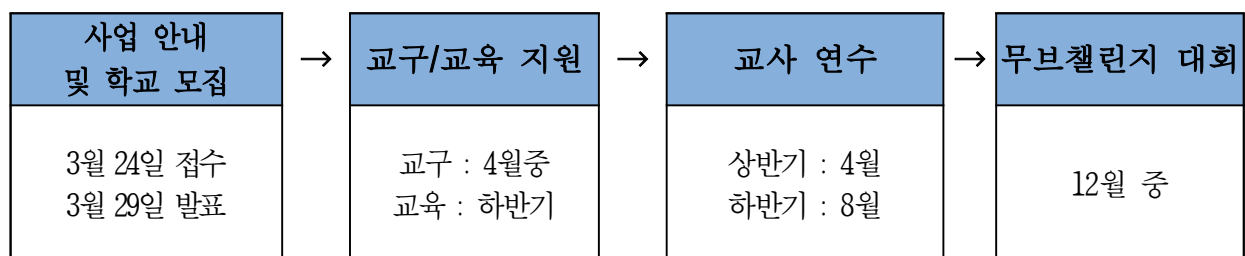 사업 안내
및 학교 모집
3월 24일 접수
3월 29일 발표
→
교구/교육 지원
교구 : 4월중
교육 : 하반기
→
교사 연수
상반기 : 4월
하반기 : 8월
→
무브챌린지 대회
12월 중